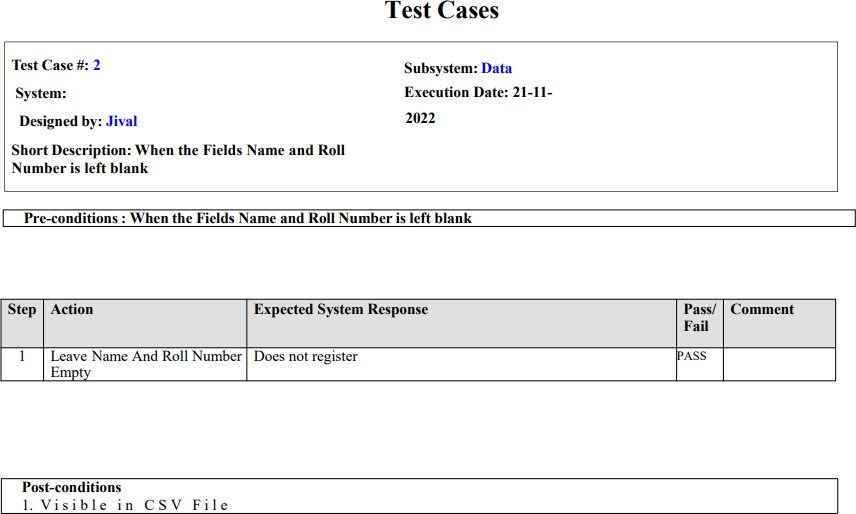 Test Cases
Test Case #: 2
System:
Designed by: Jival
Short Description: When the Fields Name and Roll
Number is left blank
Subsystem: Data
Execution Date: 21-11-
2022
Pre-conditions : When the Fields Name and Roll Number is left blank
Step Action Expected System Response Pass/ Comment
Fail
1 Leave Name And Roll Number Does not register PASS
Empty
Post-conditions
1. Visible in CSV File